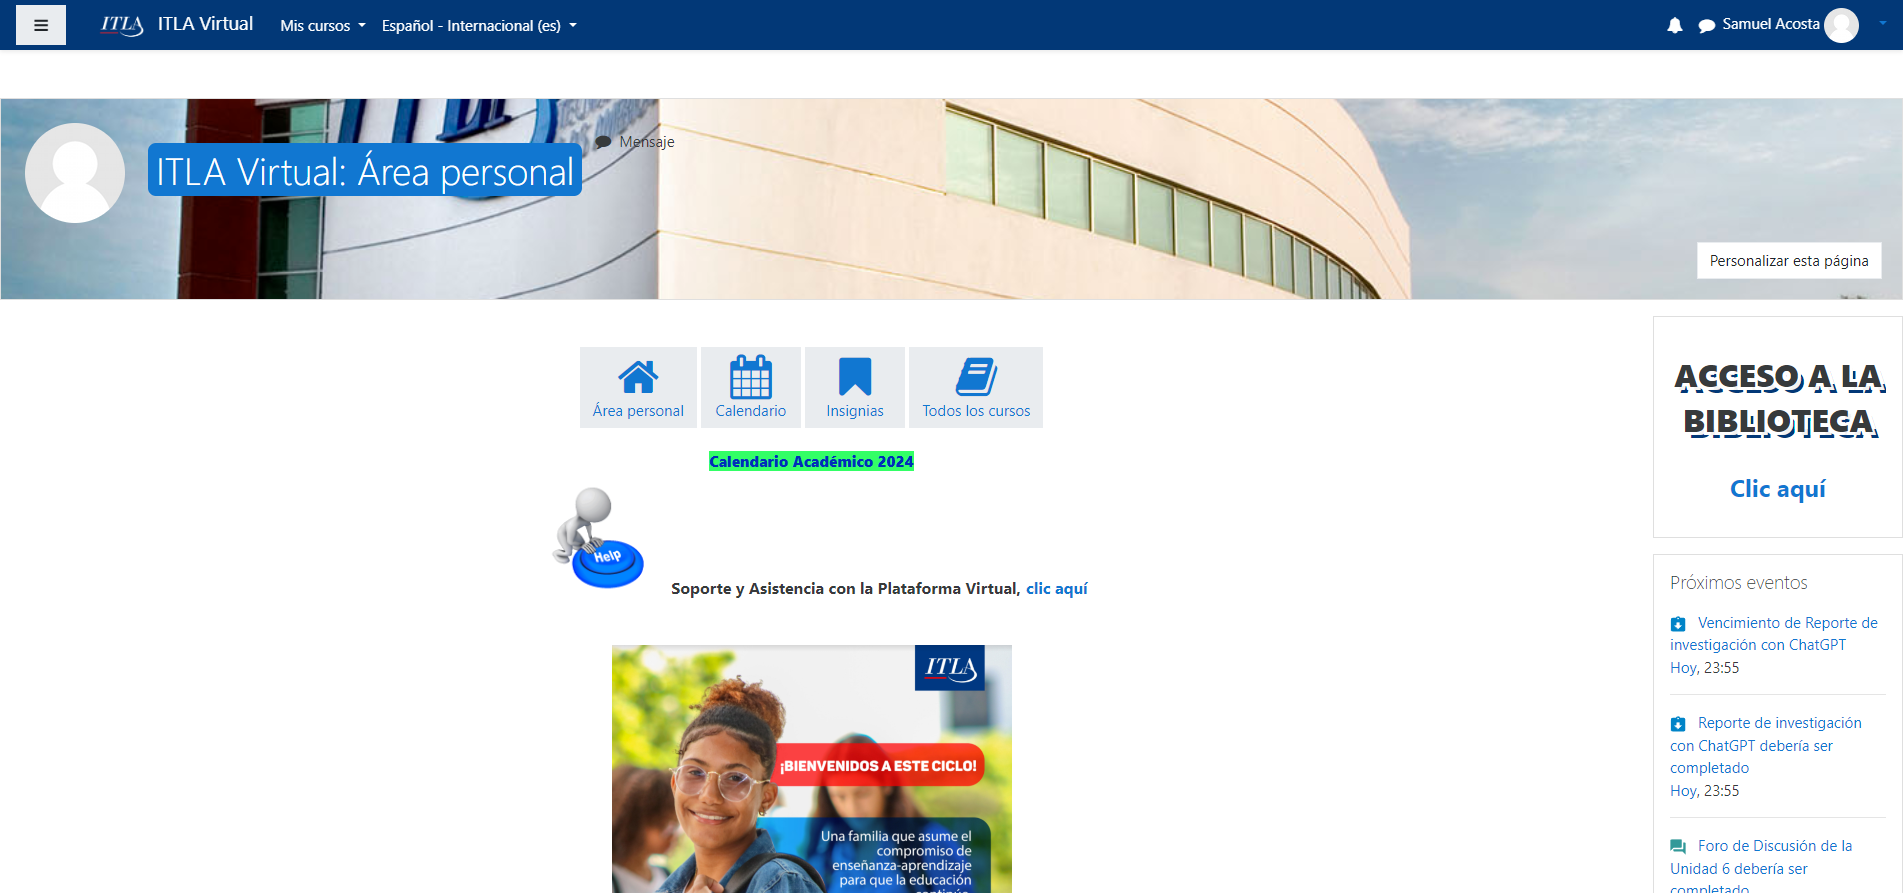 ITLA
ITLA Virtual
Mis cursos
Español - Internacional (es)
Samuel Acosta
ITLA Virtual: Área personal
Mensaje
Personalizar esta página
Área personal
Calendario
Insignias
Todos los cursos
Calendario Académico 2024
Help
Soporte y Asistencia con la Plataforma Virtual, clic aquí
ITLA
¡BIENVENIDOS A ESTE CICLO!
Una familia que asume el
compromiso de
enseñanza-aprendizaje
para que la educación
ACCESO A LA
BIBLIOTECA
Clic aquí
Próximos eventos
Vencimiento de Reporte de
investigación con ChatGPT
Hoy, 23:55
Reporte de investigación
con ChatGPT debería ser
completado
Hoy, 23:55
Foro de Discusión de la
Unidad 6 debería ser
completado